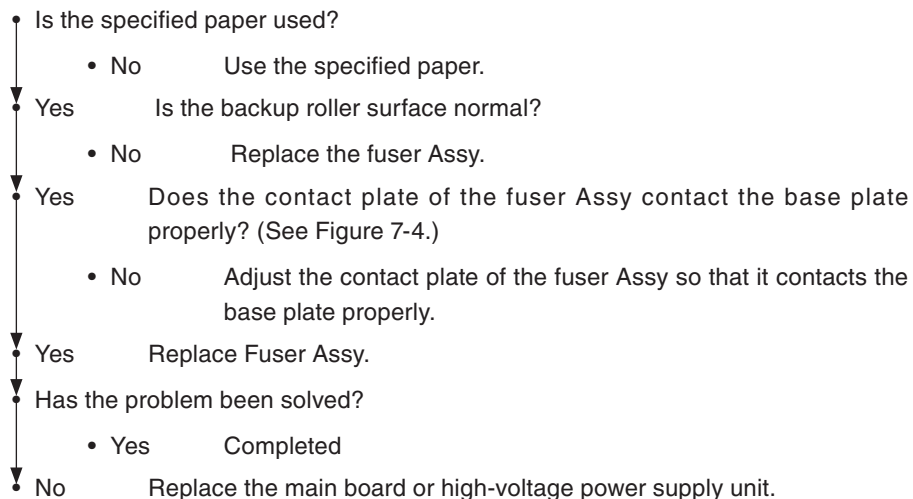 • Is the specified paper used?
• No Use the specified paper.
• Yes Is the backup roller surface normal?
• No Replace the fuser Assy.
• Yes Does the contact plate of the fuser Assy contact the base plate
properly? (See Figure 7-4.)
• No Adjust the contact plate of the fuser Assy so that it contacts the
base plate properly.
• Yes Replace Fuser Assy.
• Has the problem been solved?
• Yes Completed
• No Replace the main board or high-voltage power supply unit.